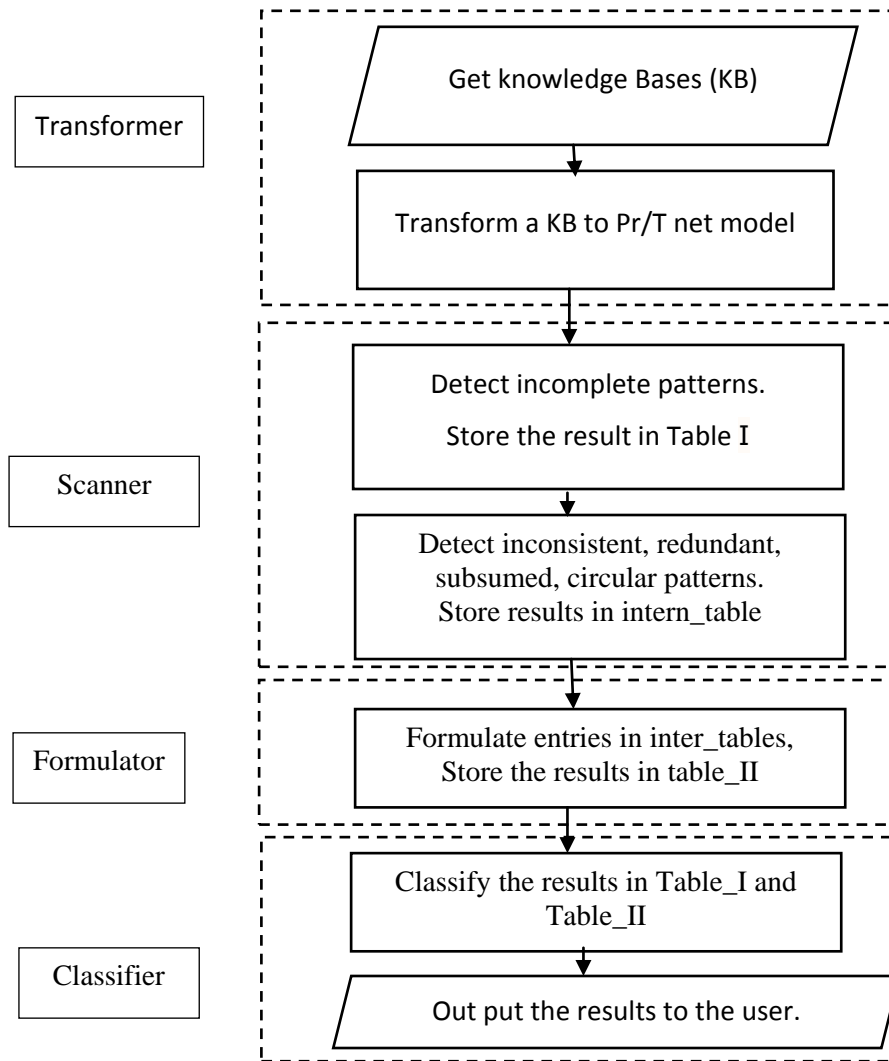 Transformer
Get knowledge Bases (KB)
Transform a KB to Pr/T net model
Scanner
Detect incomplete patterns.
Store the result in Table I
Detect inconsistent, redundant,
subsumed, circular patterns.
Store results in intern_table
Formulator
Formulate entries in inter_tables,
Store the results in table_II
Classifier
Classify the results in Table_I and
Table_II
Out put the results to the user.